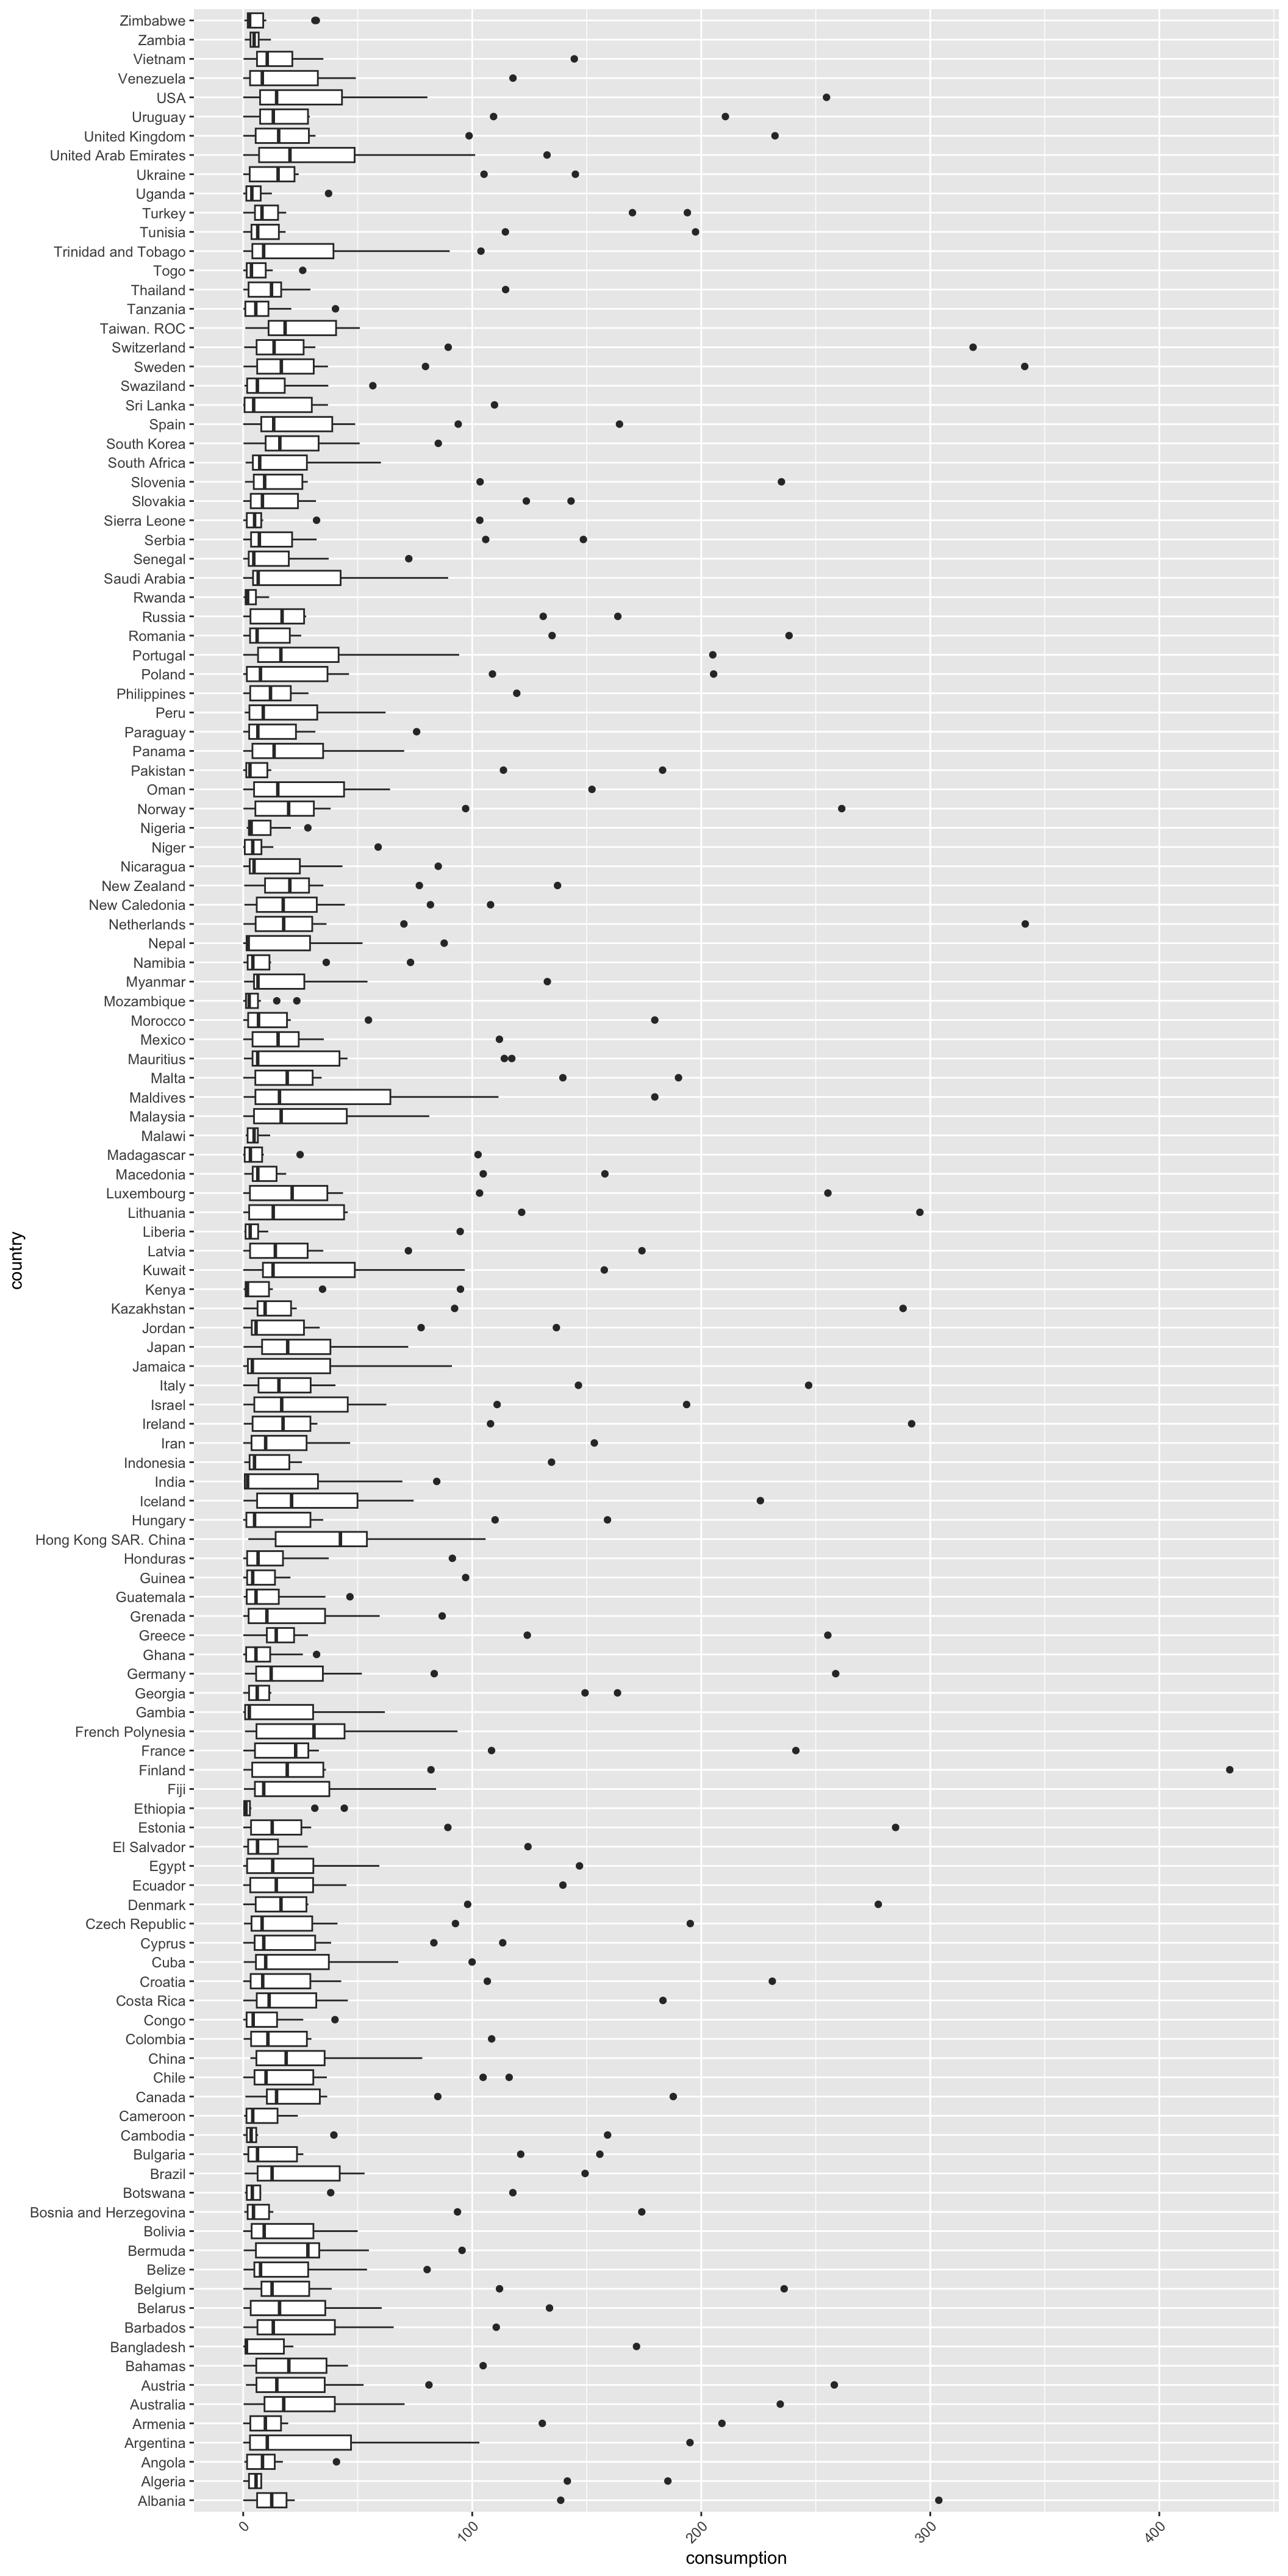 Zimbabwe
Zambia
Vietnam
Venezuela
USA
Uruguay
United Kingdom
United Arab Emirates
Ukraine
Uganda
Turkey
Tunisia
Trinidad and Tobago
Togo
Thailand
Tanzania
Taiwan. ROC
Switzerland
Sweden
Swaziland
Sri Lanka
Spain
South Korea
South Africa
Slovenia
Slovakia
Sierra Leone
Serbia
Senegal
Saudi Arabia
Rwanda
Russia
Romania
Portugal
Poland
Philippines
Peru
Paraguay
Panama
Pakistan
Oman
Norway
Nigeria
Niger
Nicaragua
New Zealand
New Caledonia
Netherlands
Nepal
Namibia
Myanmar
Mozambique
Morocco
Mexico
Mauritius
Malta
Maldives
Malaysia
Malawi
Madagascar
Macedonia
Luxembourg
Lithuania
Liberia
Latvia
Kuwait
Kenya
Kazakhstan
Jordan
Japan
Jamaica
Italy
Israel
Ireland
Iran
Indonesia
India
Iceland
Hungary
Hong Kong SAR. China
Honduras
Guinea
Guatemala
Grenada
Greece
Ghana
Germany
Georgia
Gambia
French Polynesia
France
Finland
Fiji
Ethiopia
Estonia
El Salvador
Egypt
Ecuador
Denmark
Czech Republic
Cyprus
Cuba
Croatia
Costa Rica
Congo
Colombia
China
Chile
Canada
Cameroon
Cambodia
Bulgaria
Brazil
Botswana
Bosnia and Herzegovina
Bolivia
Bermuda
Belize
Belgium
Belarus
Barbados
Bangladesh
Bahamas
Austria
Australia
Armenia
Argentina
Angola
Algeria
Albania
country
0
100
200
300
400
consumption